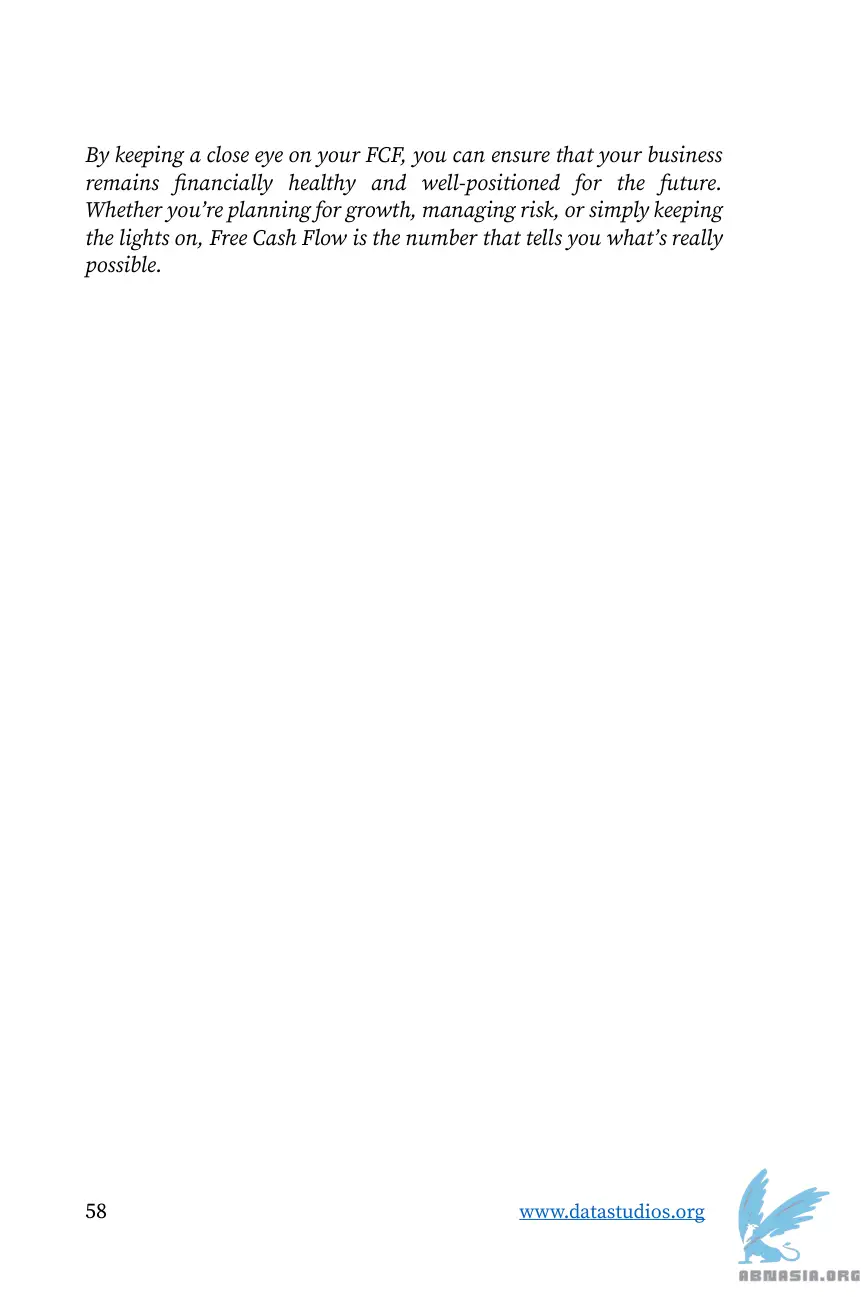 By keeping a close eye on your FCF, you can ensure that your business
remains financially healthy and well-positioned for the future.
Whether you’re planning for growth, managing risk, or simply keeping
the lights on, Free Cash Flow is the number that tells you what’s really
possible.
58
www.datastudios.org
ABNASIA.ORG